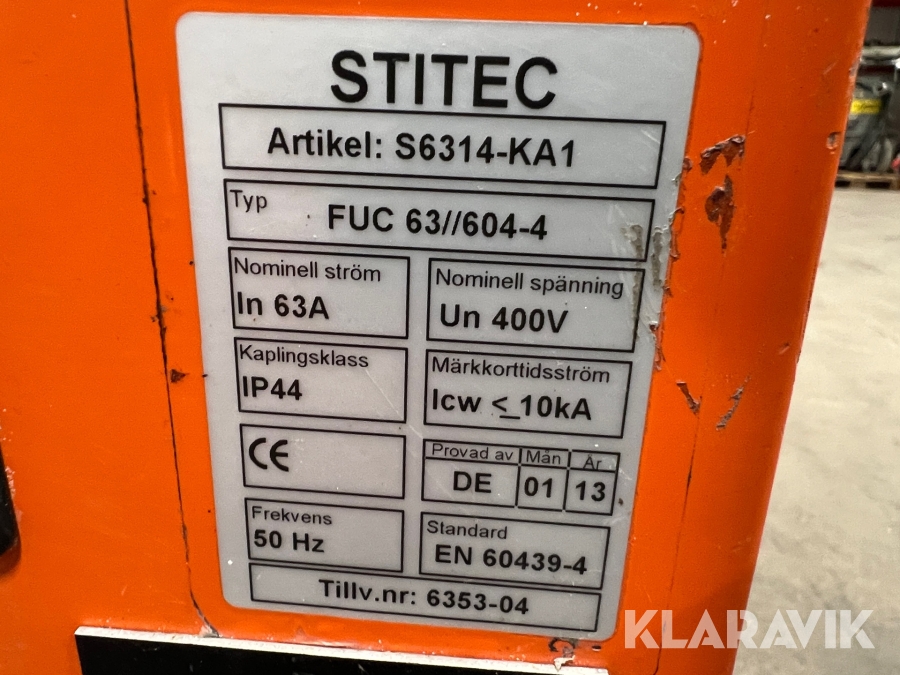 STITEC
Artikel: S6314-KA1
Typ
FUC 63//604-4
Nominell ström
In 63A
Nominell spänning
Un 400V
Kaplingsklass
IP44
Märkkorttidsström
Icw ≤ 10kA
CE
Provad av Mån År
DE 01 13
Frekvens
50 Hz
Standard
EN 60439-4
Tillv.nr: 6353-04
KLARAVIK